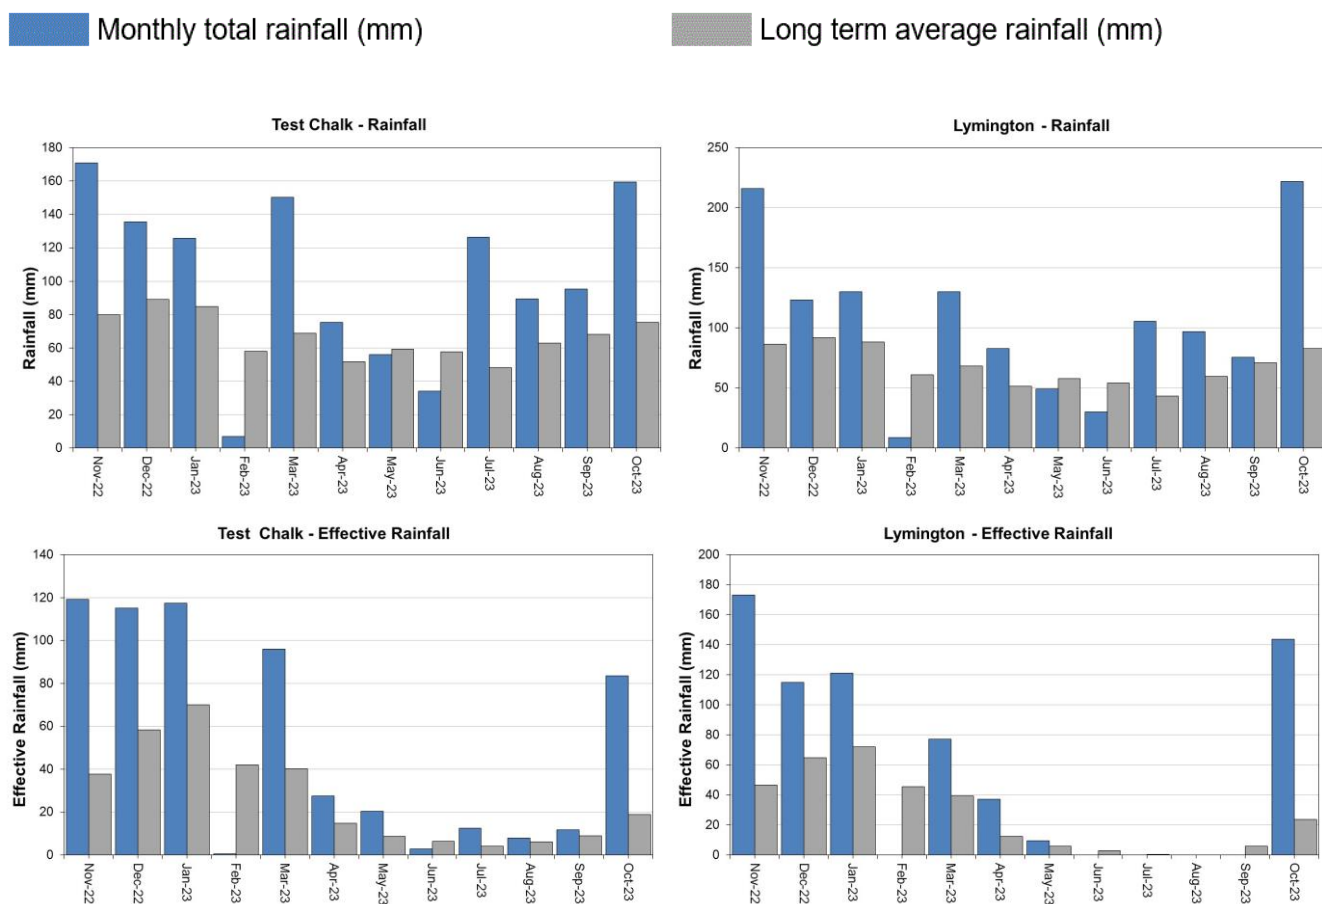 Monthly total rainfall (mm)
Long term average rainfall (mm)
Test Chalk - Rainfall
Rainfall (mm)
180
160
140
120
100
80
60
40
20
0
Nov-22
Dec-22
Jan-23
Feb-23
Mar-23
Apr-23
May-23
Jun-23
Jul-23
Aug-23
Sep-23
Oct-23
Lymington - Rainfall
Rainfall (mm)
250
200
150
100
50
0
Nov-22
Dec-22
Jan-23
Feb-23
Mar-23
Apr-23
May-23
Jun-23
Jul-23
Aug-23
Sep-23
Oct-23
Test Chalk - Effective Rainfall
Effective Rainfall (mm)
140
120
100
80
60
40
20
0
Nov-22
Dec-22
Jan-23
Feb-23
Mar-23
Apr-23
May-23
Jun-23
Jul-23
Aug-23
Sep-23
Oct-23
Lymington - Effective Rainfall
Effective Rainfall (mm)
200
180
160
140
120
100
80
60
40
20
0
Nov-22
Dec-22
Jan-23
Feb-23
Mar-23
Apr-23
May-23
Jun-23
Jul-23
Aug-23
Sep-23
Oct-23